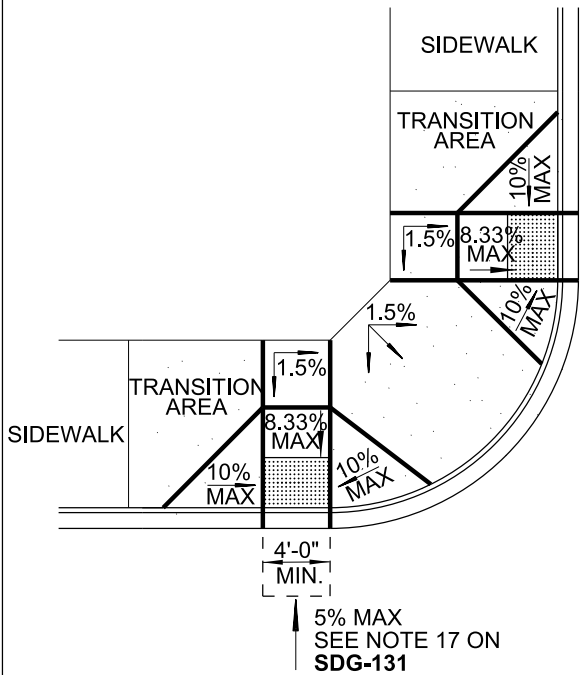 SIDEWALK
TRANSITION
AREA
10%
MAX
1.5%
8.33%
MAX
10%
MAX
1.5%
1.5%
TRANSITION
AREA
SIDEWALK
8.33%
MAX
10%
MAX
10%
MAX
4'-0"
MIN.
5% MAX
SEE NOTE 17 ON
SDG-131